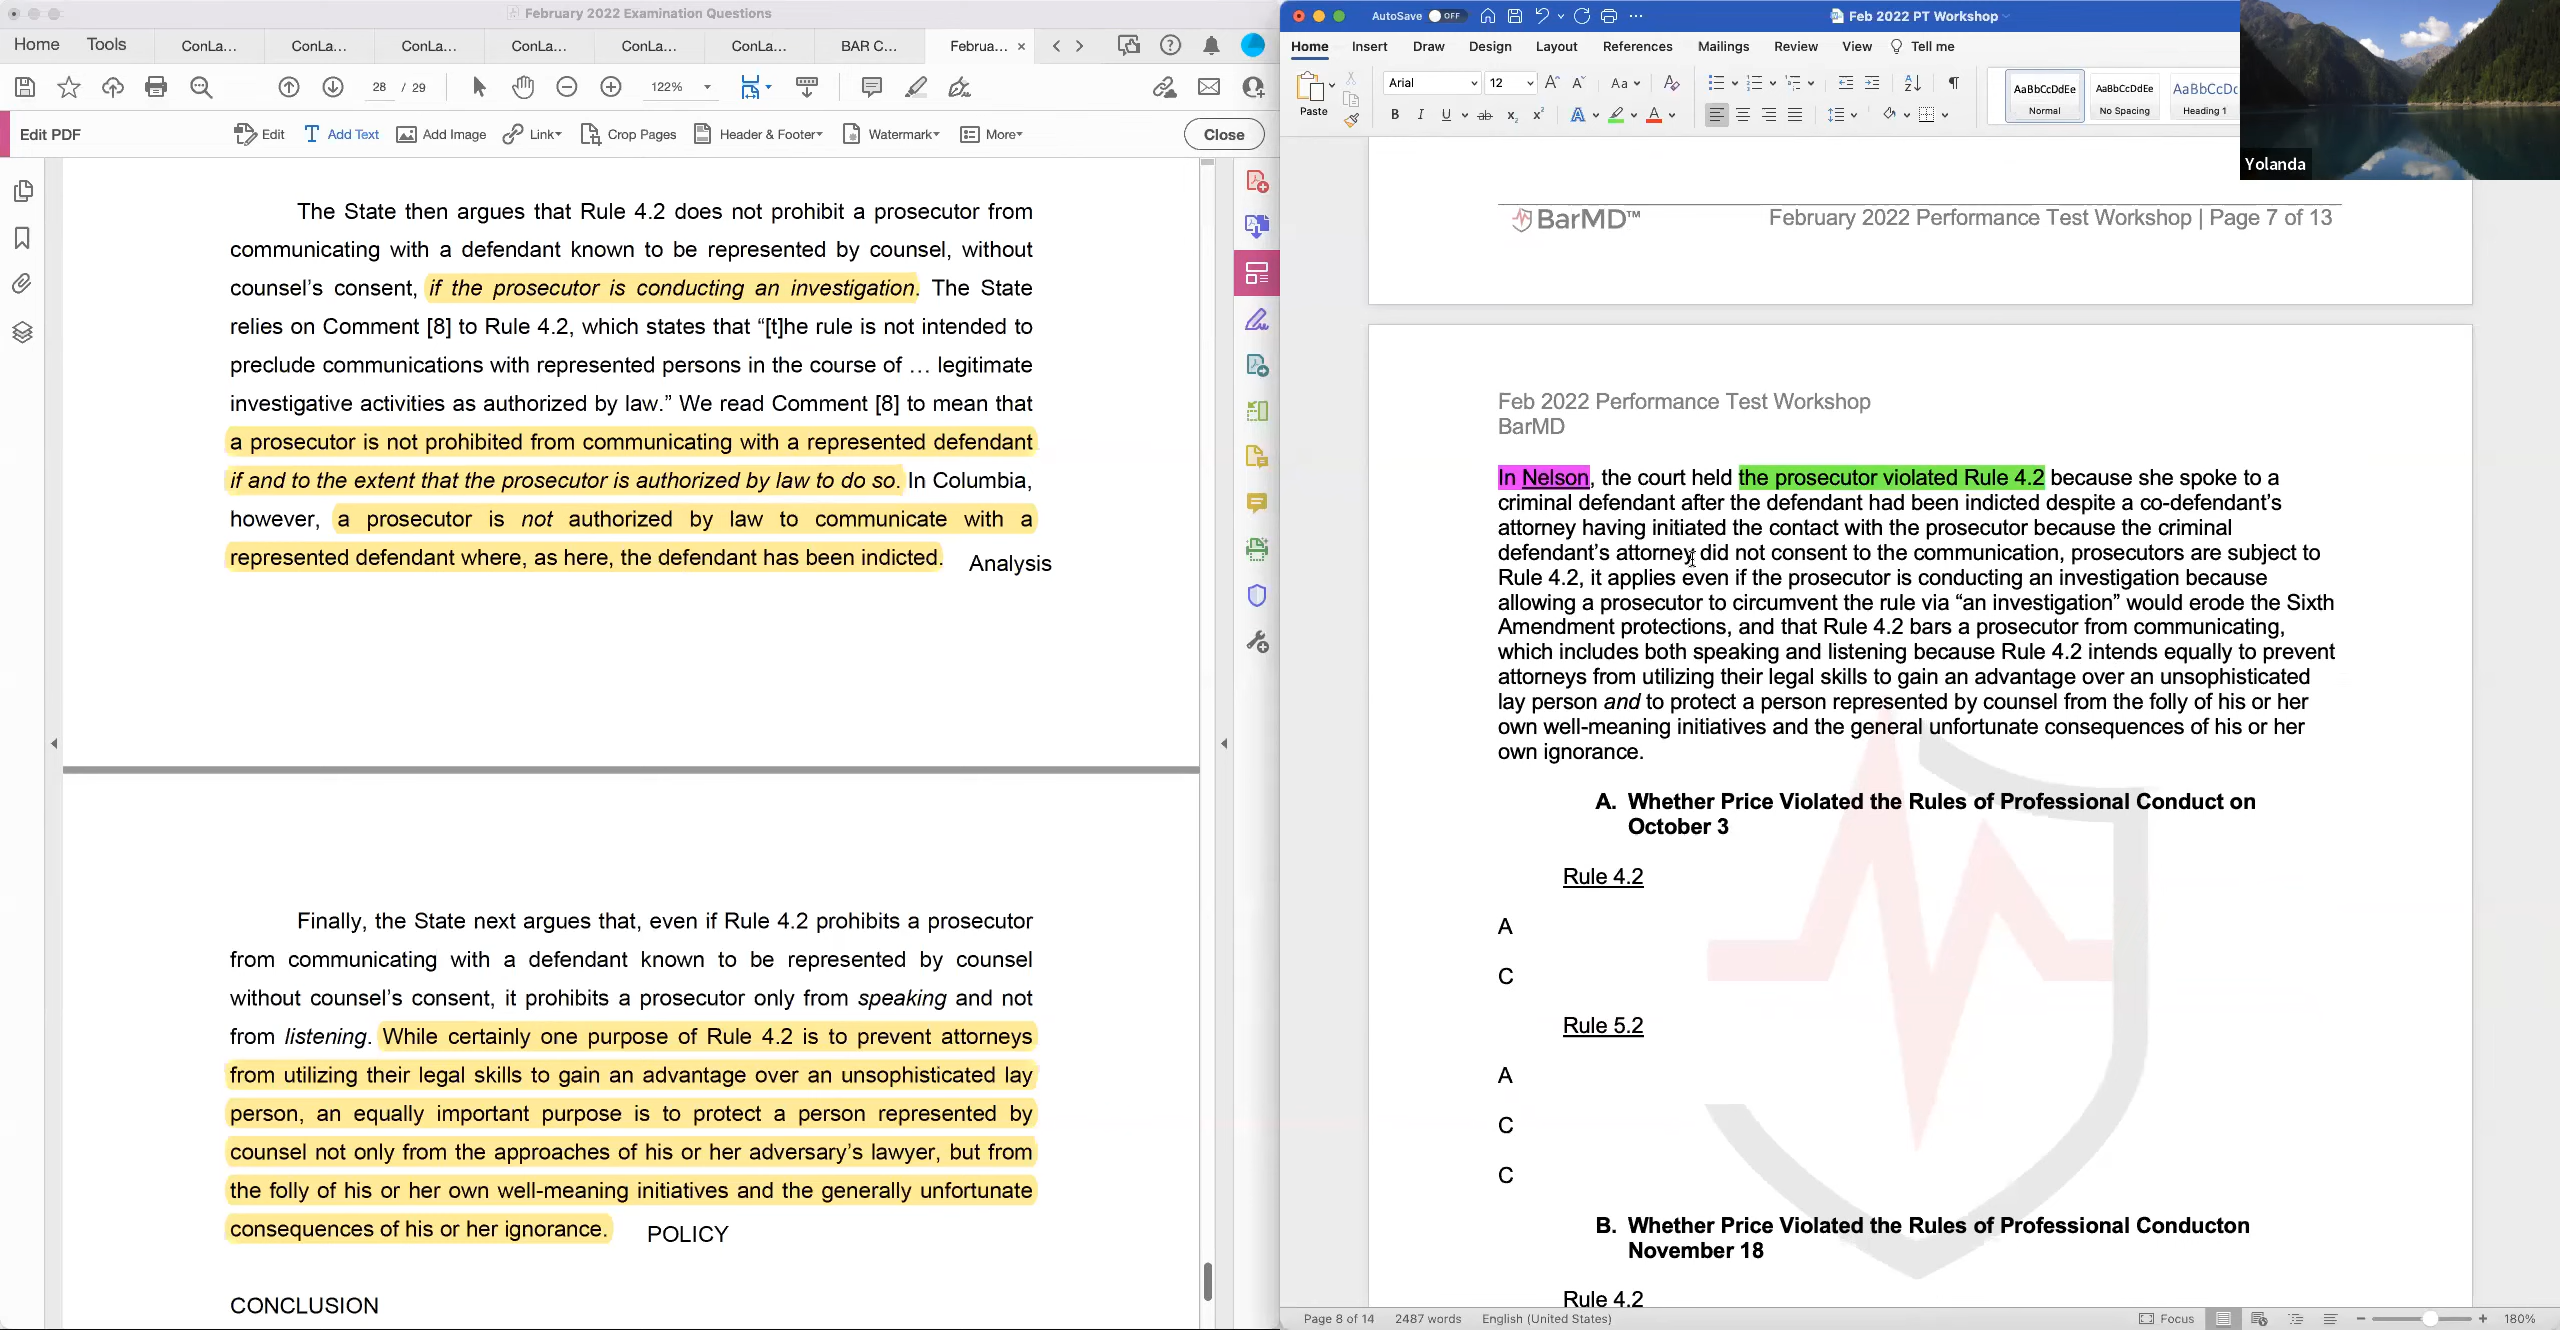 February 2022 Examination Questions
Home Tools ConLa... ConLa... ConLa... ConLa... ConLa... ConLa... BAR C... Februa... ×
28 / 29 122%
Edit PDF Edit Add Text Add Image Link Crop Pages Header & Footer Watermark More Close
The State then argues that Rule 4.2 does not prohibit a prosecutor from
communicating with a defendant known to be represented by counsel, without
counsel's consent, if the prosecutor is conducting an investigation. The State
relies on Comment [8] to Rule 4.2, which states that “[t]he rule is not intended to
preclude communications with represented persons in the course of … legitimate
investigative activities as authorized by law.” We read Comment [8] to mean that
a prosecutor is not prohibited from communicating with a represented defendant
if and to the extent that the prosecutor is authorized by law to do so. In Columbia,
however, a prosecutor is not authorized by law to communicate with a
represented defendant where, as here, the defendant has been indicted. Analysis
Finally, the State next argues that, even if Rule 4.2 prohibits a prosecutor
from communicating with a defendant known to be represented by counsel
without counsel's consent, it prohibits a prosecutor only from speaking and not
from listening. While certainly one purpose of Rule 4.2 is to prevent attorneys
from utilizing their legal skills to gain an advantage over an unsophisticated lay
person, an equally important purpose is to protect a person represented by
counsel not only from the approaches of his or her adversary's lawyer, but from
the folly of his or her own well-meaning initiatives and the generally unfortunate
consequences of his or her ignorance. POLICY
CONCLUSION
AutoSave OFF Feb 2022 PT Workshop
Home Insert Draw Design Layout References Mailings Review View Tell me
Paste Arial 12 Aa AaBbCcDdEe AaBbCcDdEe AaBbCcDc
B I U ab x₂ x² A A Normal No Spacing Heading 1
Yolanda
BarMD™ February 2022 Performance Test Workshop | Page 7 of 13
Feb 2022 Performance Test Workshop
BarMD
In Nelson, the court held the prosecutor violated Rule 4.2 because she spoke to a
criminal defendant after the defendant had been indicted despite a co-defendant's
attorney having initiated the contact with the prosecutor because the criminal
defendant's attorney did not consent to the communication, prosecutors are subject to
Rule 4.2, it applies even if the prosecutor is conducting an investigation because
allowing a prosecutor to circumvent the rule via “an investigation” would erode the Sixth
Amendment protections, and that Rule 4.2 bars a prosecutor from communicating,
which includes both speaking and listening because Rule 4.2 intends equally to prevent
attorneys from utilizing their legal skills to gain an advantage over an unsophisticated
lay person and to protect a person represented by counsel from the folly of his or her
own well-meaning initiatives and the general unfortunate consequences of his or her
own ignorance.
A. Whether Price Violated the Rules of Professional Conduct on
October 3
Rule 4.2
A
C
Rule 5.2
A
C
C
B. Whether Price Violated the Rules of Professional Conducton
November 18
Rule 4.2
Page 8 of 14 2487 words English (United States) Focus 180%